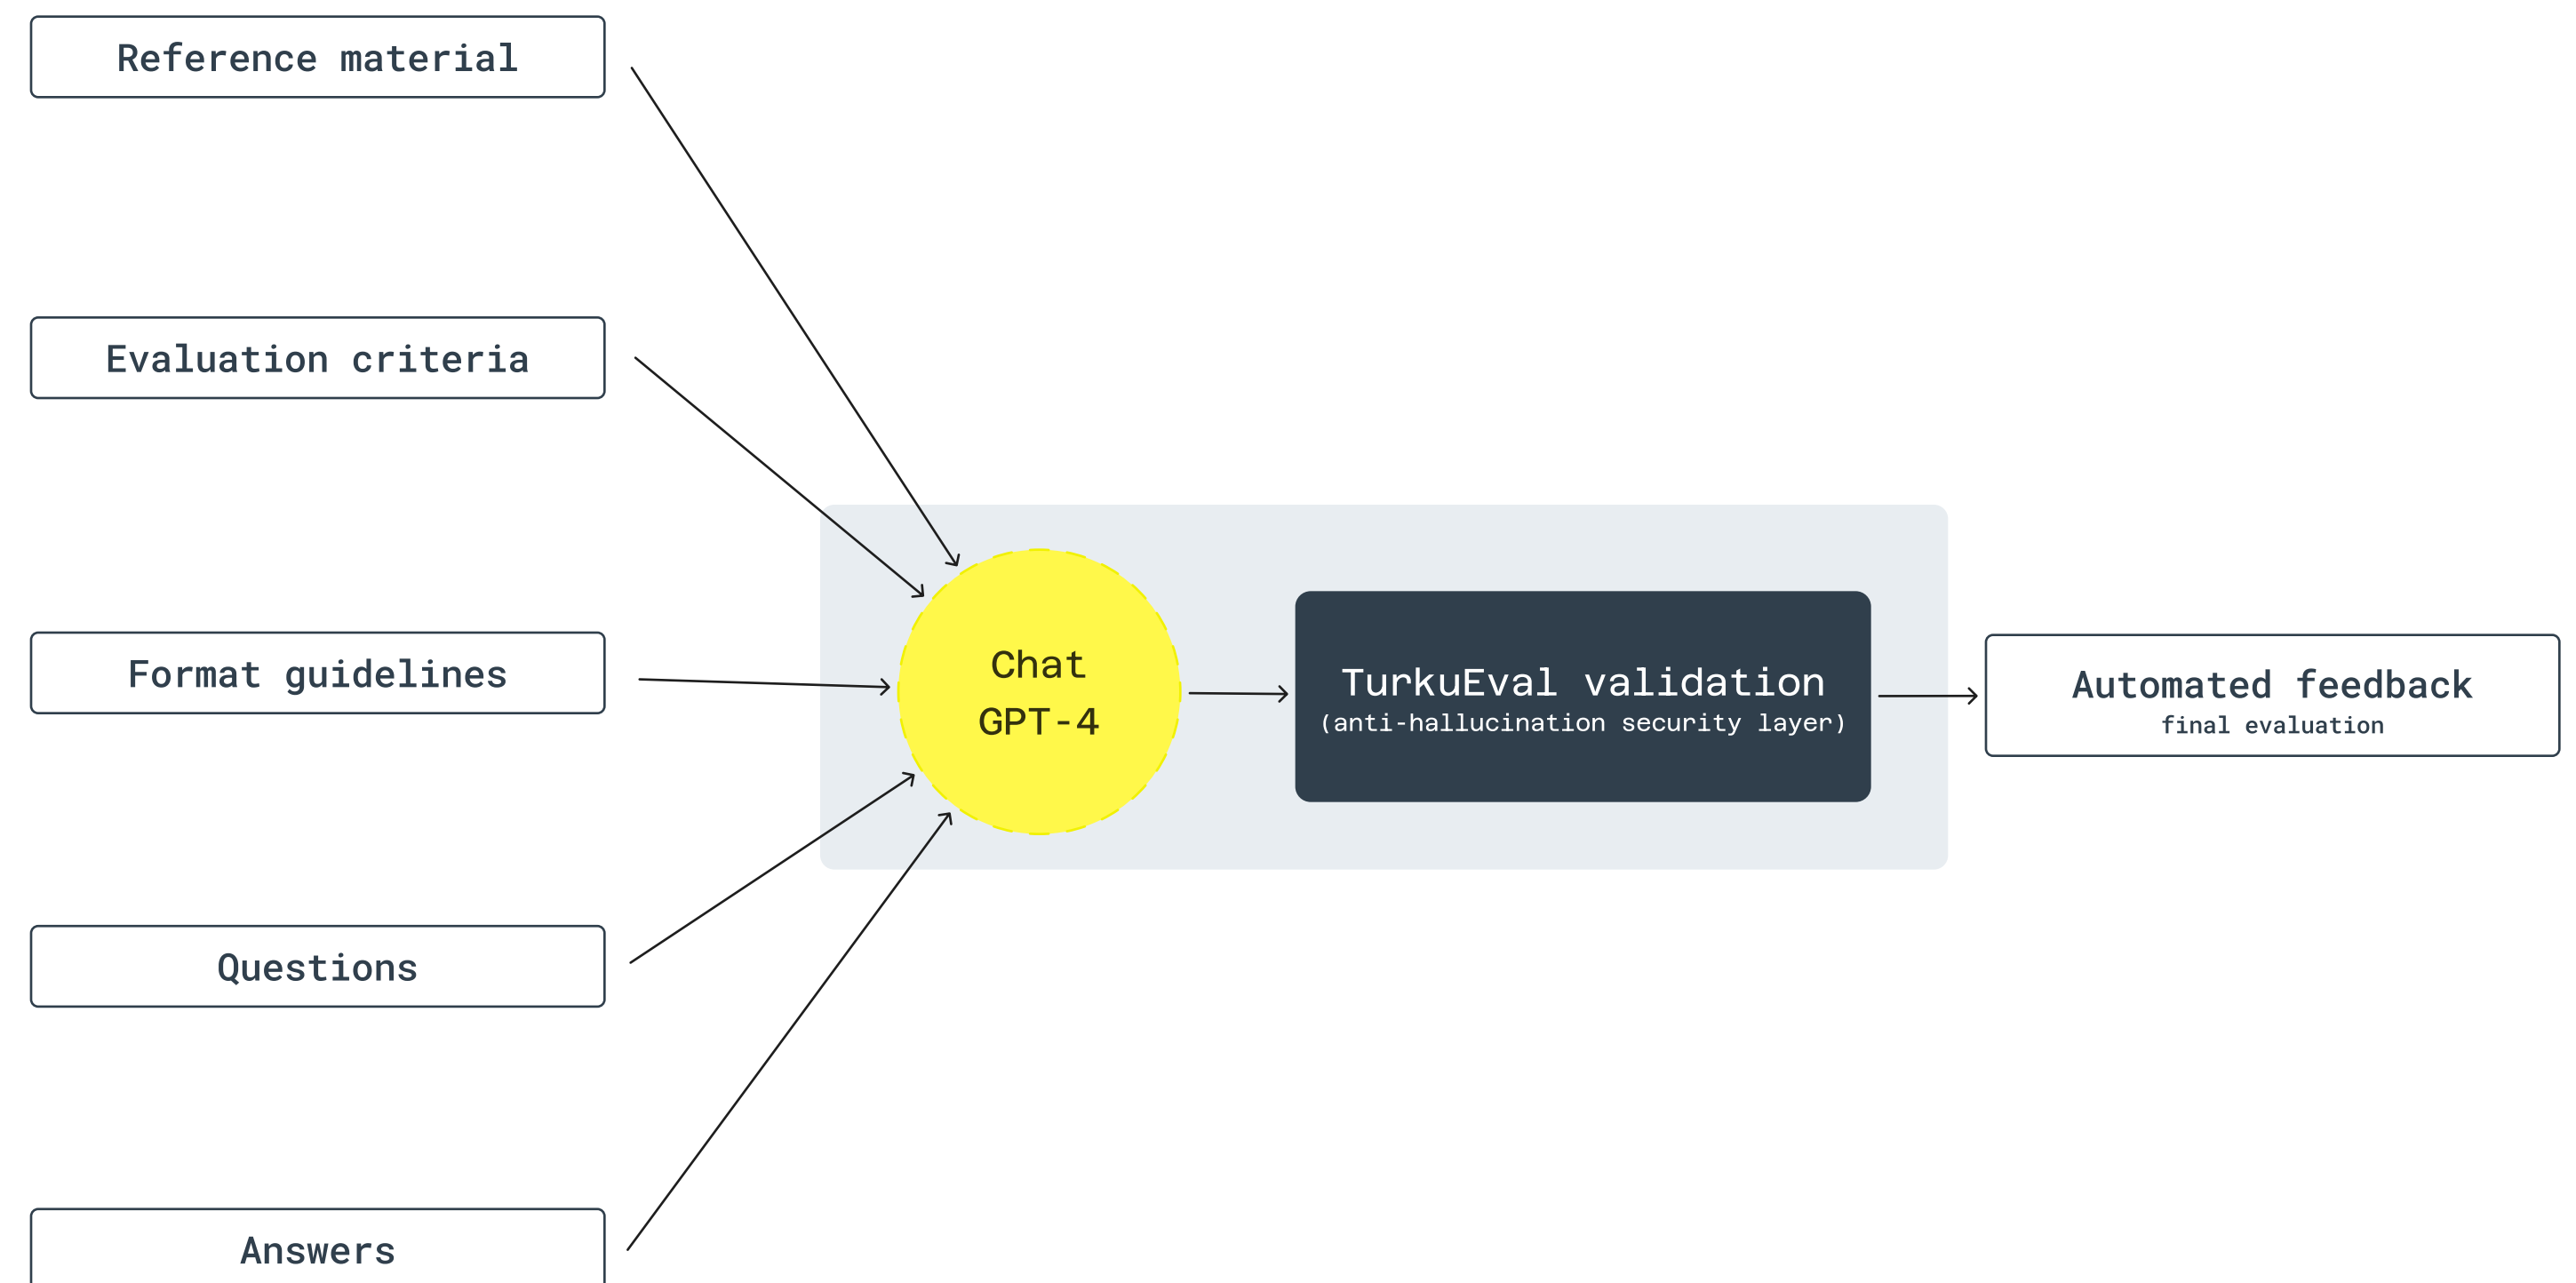 Reference material
Evaluation criteria
Format guidelines
Questions
Answers
Chat
GPT-4
TurkuEval validation
(anti-hallucination security layer)
Automated feedback
final evaluation